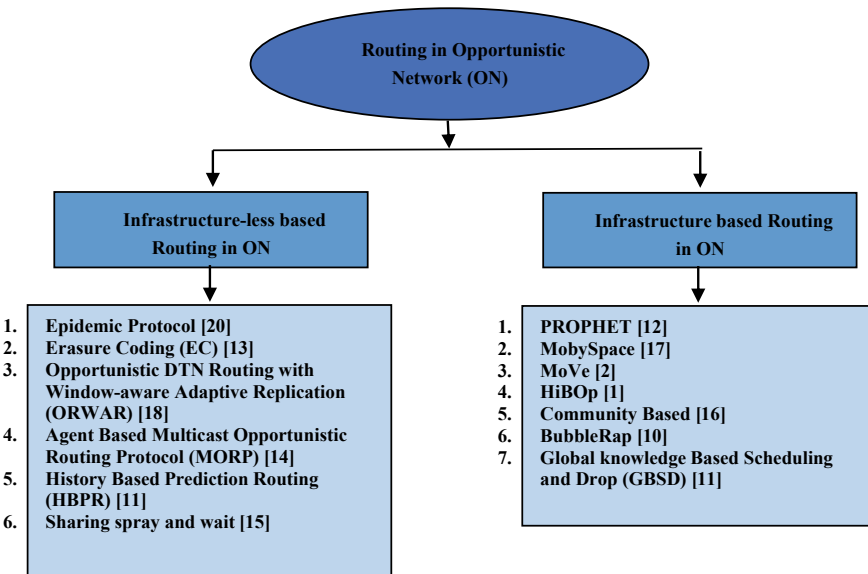 Routing in Opportunistic
Network (ON)
Infrastructure-less based
Routing in ON
Infrastructure based Routing
in ON
1. Epidemic Protocol [20]
2. Erasure Coding (EC) [13]
3. Opportunistic DTN Routing with
Window-aware Adaptive Replication
(ORWAR) [18]
4. Agent Based Multicast Opportunistic
Routing Protocol (MORP) [14]
5. History Based Prediction Routing
(HBPR) [11]
6. Sharing spray and wait [15]
1. PROPHET [12]
2. MobySpace [17]
3. MoVe [2]
4. HiBOp [1]
5. Community Based [16]
6. BubbleRap [10]
7. Global knowledge Based Scheduling
and Drop (GBSD) [11]